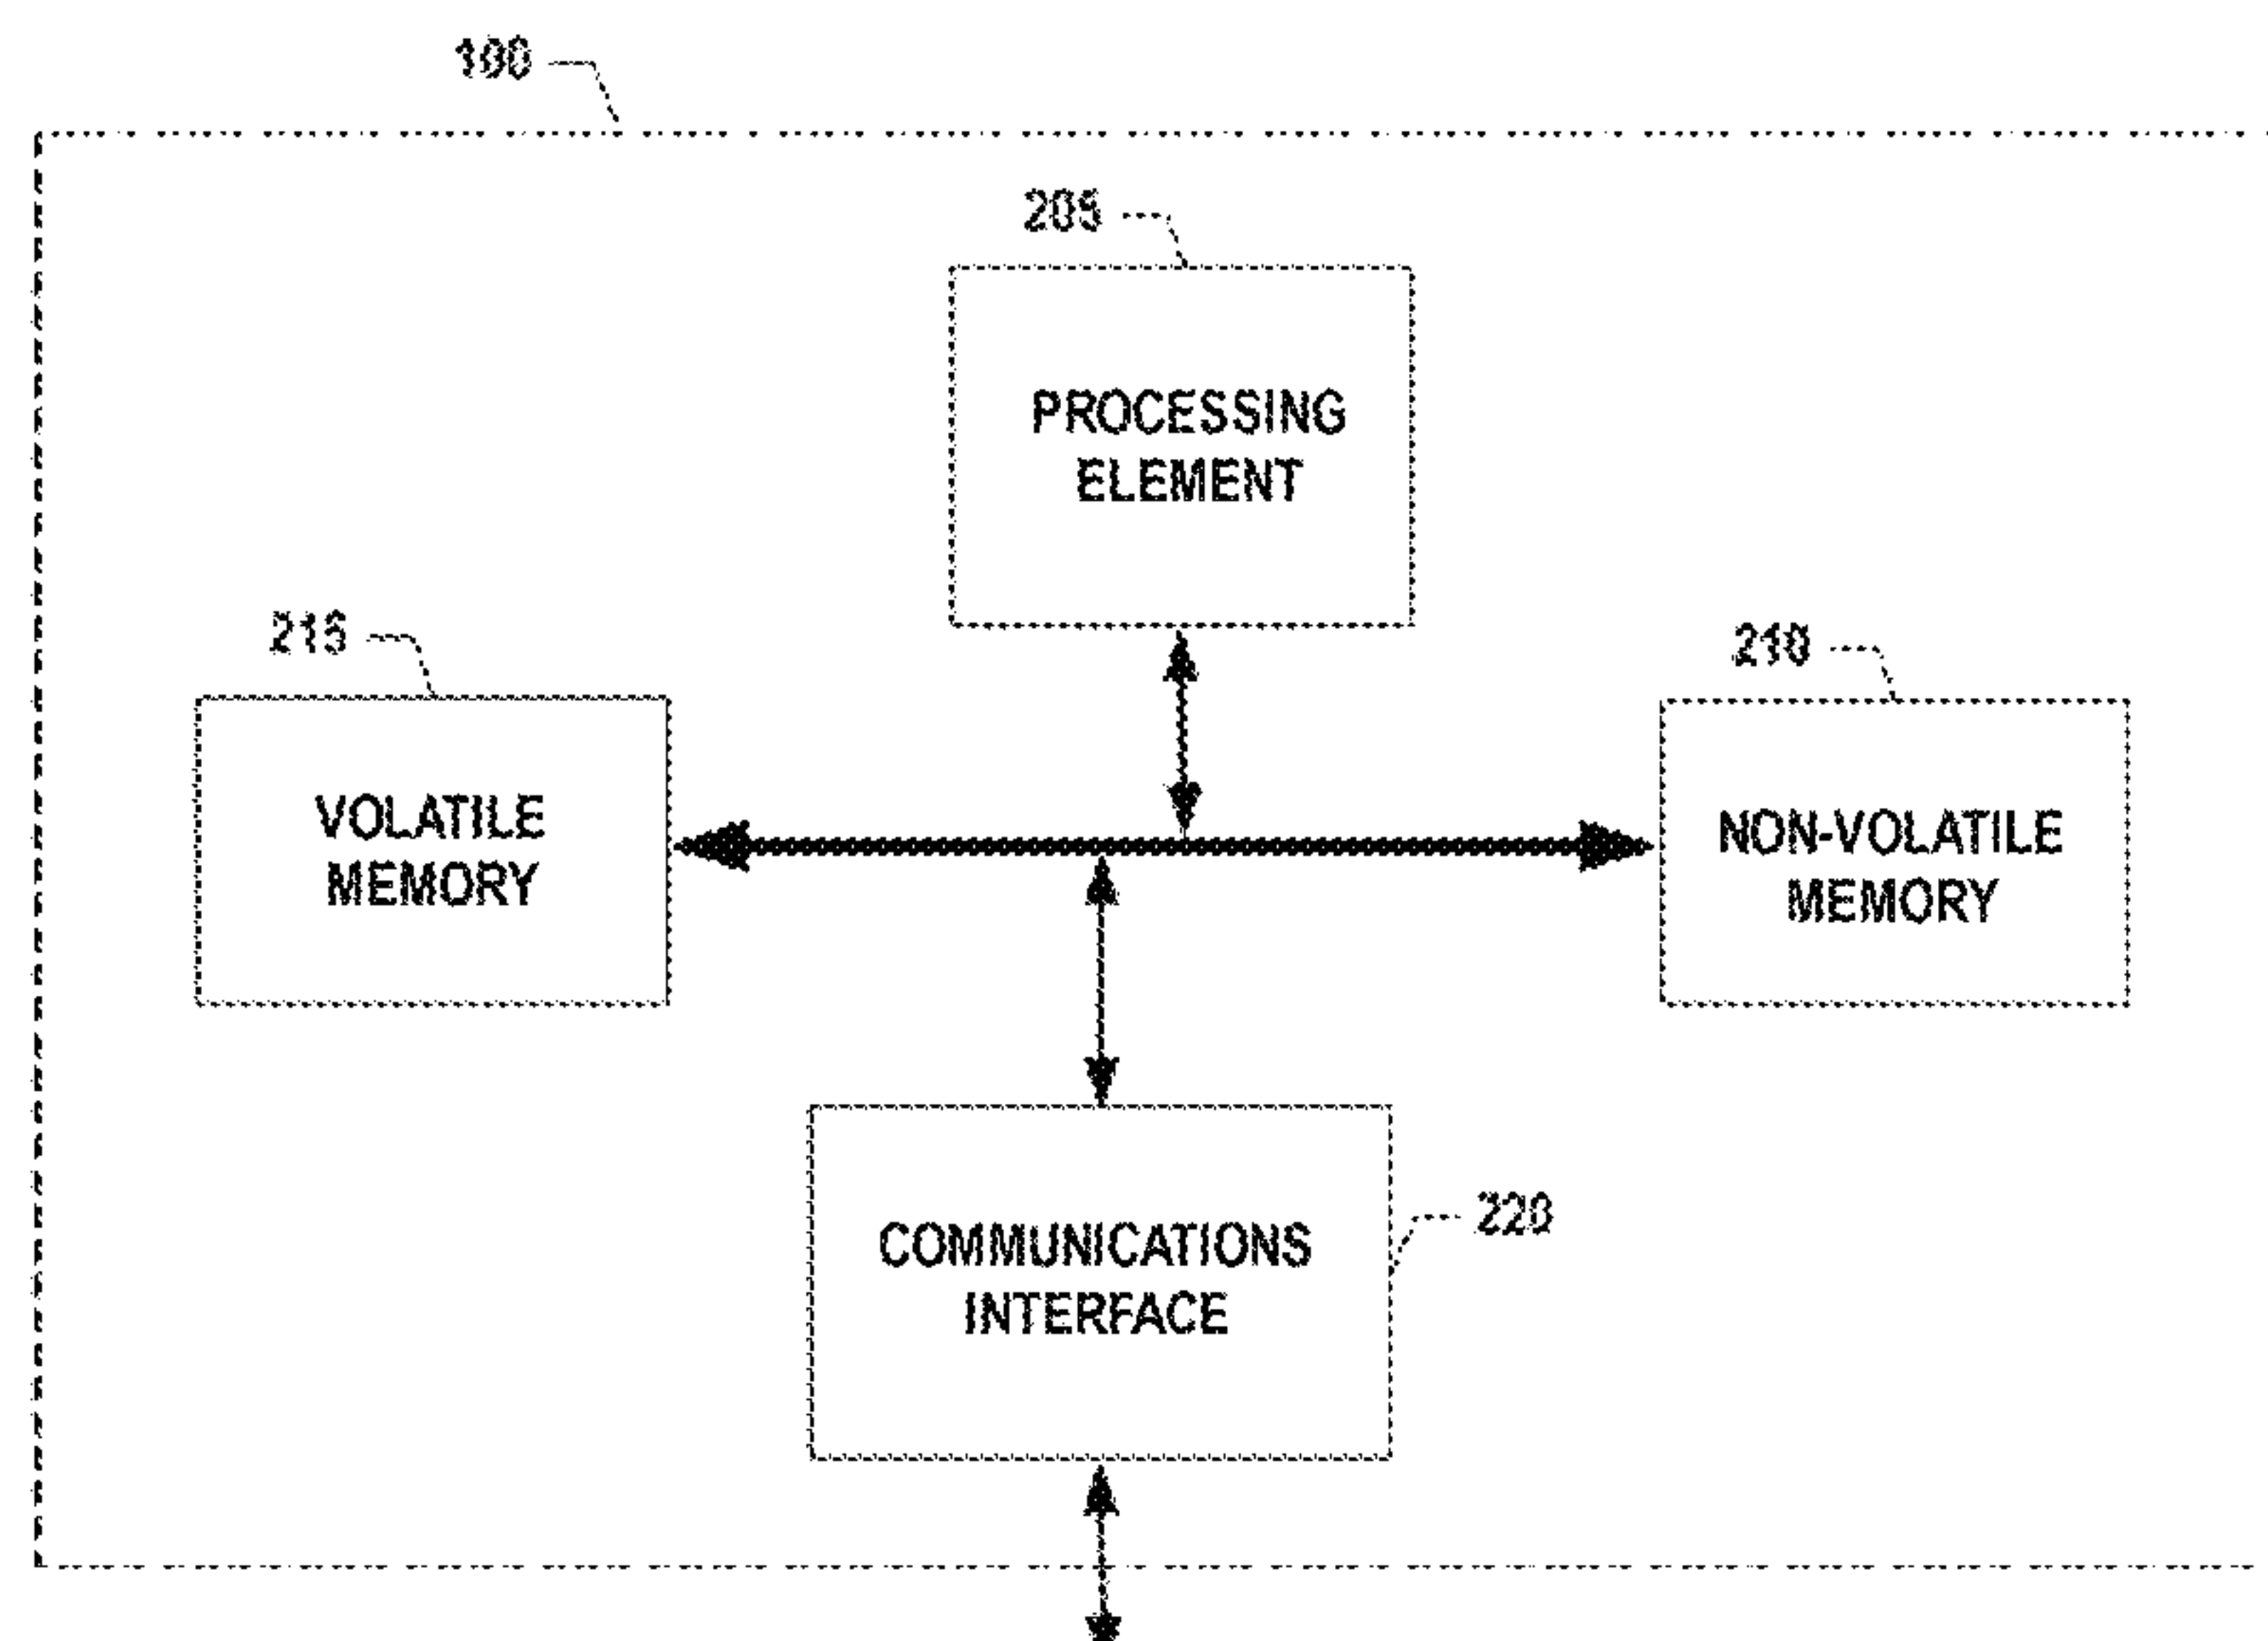 100
205
PROCESSING
ELEMENT
215
210
VOLATILE
MEMORY
NON-VOLATILE
MEMORY
COMMUNICATIONS
INTERFACE
220